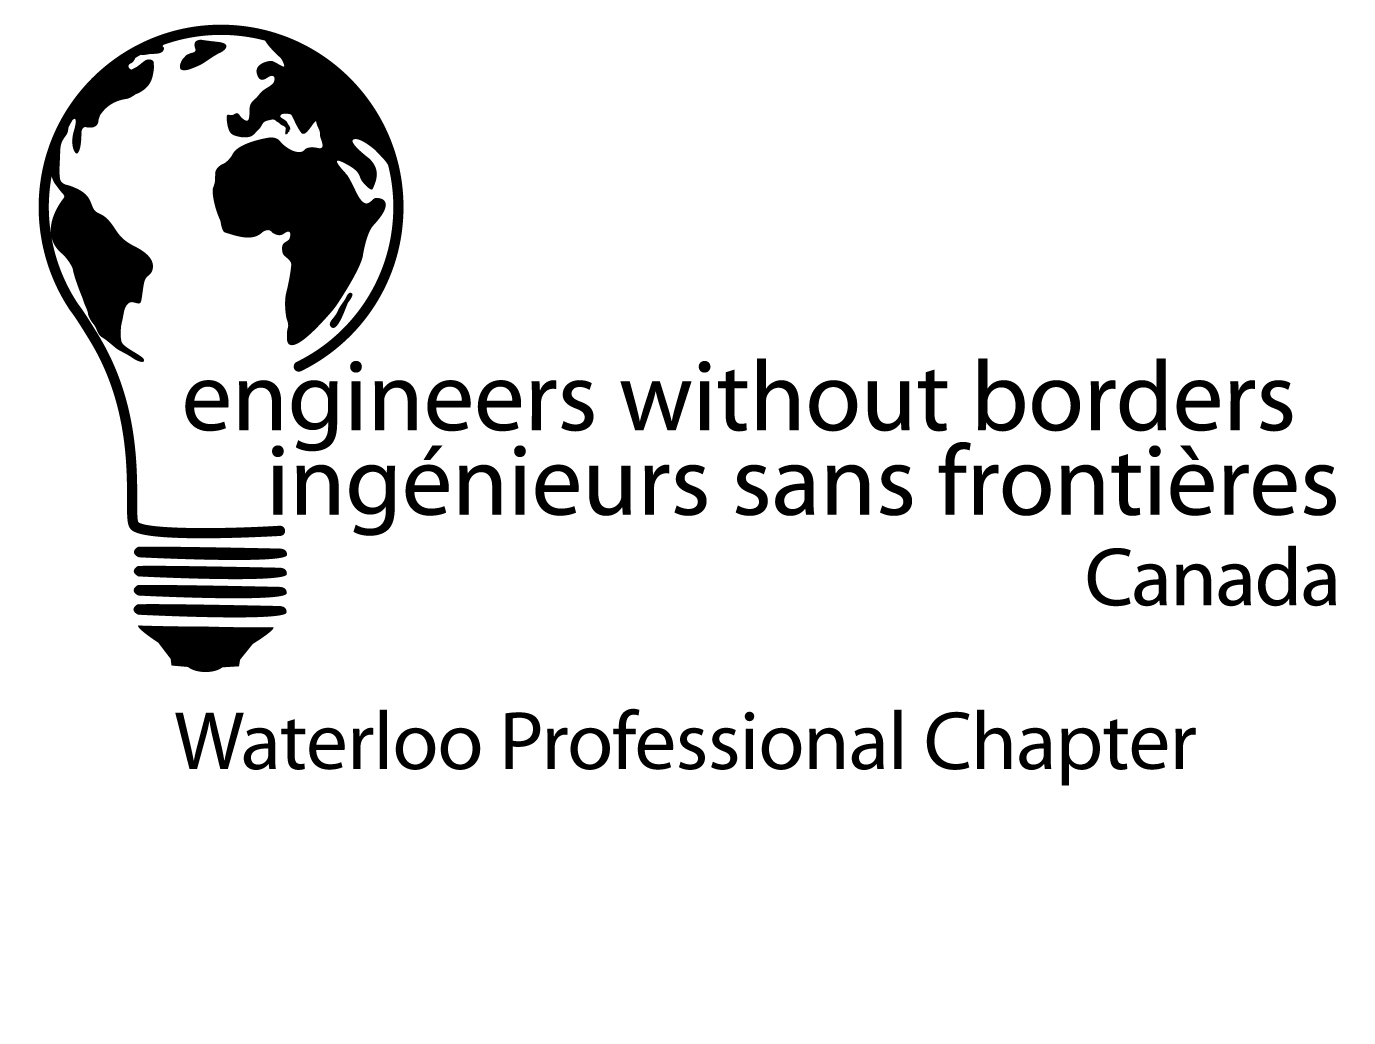 engineers without borders
ingénieurs sans frontières
Canada
Waterloo Professional Chapter